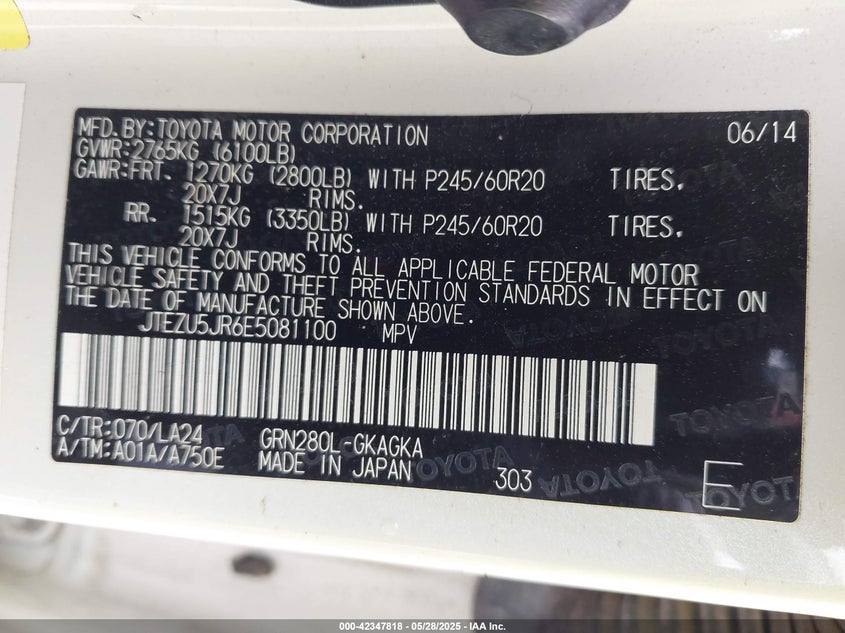 MFD. BY: TOYOTA MOTOR CORPORATION 06/14
GVWR: 2765KG (6100LB)
GAWR: FRT. 1270KG (2800LB) WITH P245/60R20 TIRES.
20X7J RIMS.
RR. 1515KG (3350LB) WITH P245/60R20 TIRES.
20X7J RIMS.
THIS VEHICLE CONFORMS TO ALL APPLICABLE FEDERAL MOTOR
VEHICLE SAFETY AND THEFT PREVENTION STANDARDS IN EFFECT ON
THE DATE OF MANUFACTURE SHOWN ABOVE.
JTEZU5JR6E5081100 MPV
C/TR: 070/LA24 GRN280L-GKAGKA
A/TM: A01A/A750E MADE IN JAPAN 303 E
TOYOTA
000-42347818 - 05/28/2025 - IAA Inc.